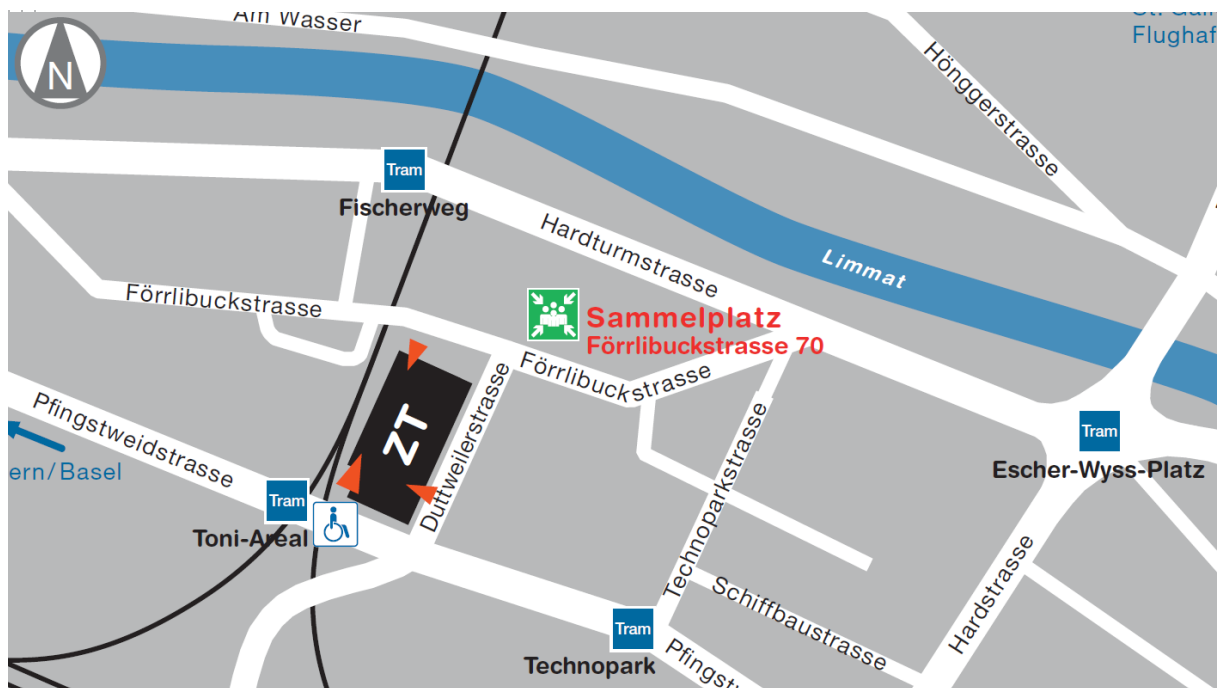 Am Wasser
Flughaf
N
Hönggerstrasse
Tram
Fischerweg
Hardturmstrasse
Limmat
Förrlibuckstrasse
Sammelplatz
Förrlibuckstrasse 70
Förrlibuckstrasse
ZT
Duttweilerstrasse
Pfingstweidstrasse
ern/Basel
Tram
Toni-Areal
Technoparkstrasse
Tram
Escher-Wyss-Platz
Schiffbaustrasse
Hardstrasse
Tram
Technopark
Pfingst